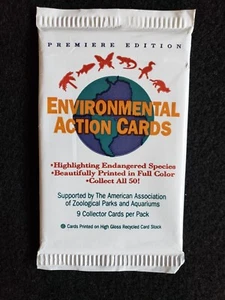 PREMIERE EDITION
ENVIRONMENTAL
ACTION CARDS
•Highlighting Endangered Species
•Beautifully Printed in Full Color
•Collect All 50!
Supported by The American Association
of Zoological Parks and Aquariums
9 Collector Cards per Pack
Cards Printed on High Gloss Recycled Card Stock